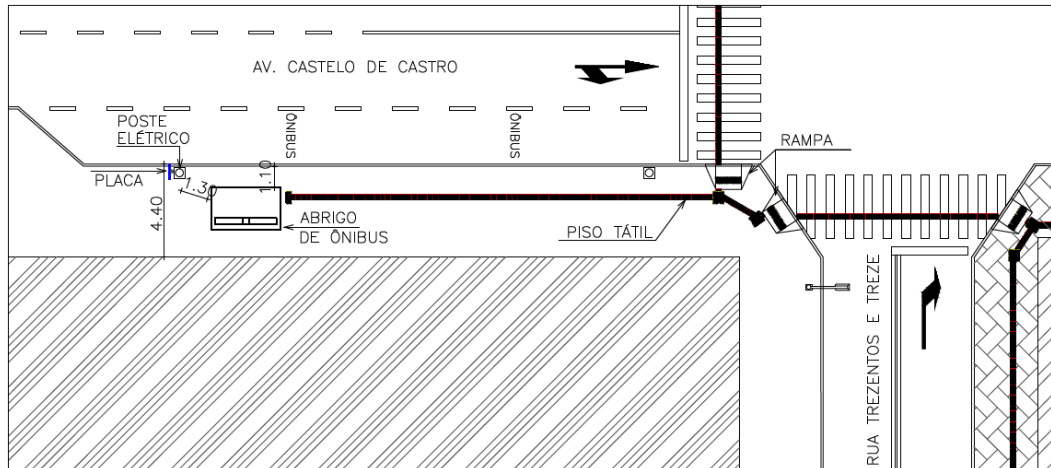 AV. CASTELO DE CASTRO
POSTE
ELÉTRICO
ÔNIBUS
ÔNIBUS
RAMPA
PLACA
1.30
1.10
4.40
ABRIGO
DE ÔNIBUS
PISO TÁTIL
RUA TREZENTOS E TREZE